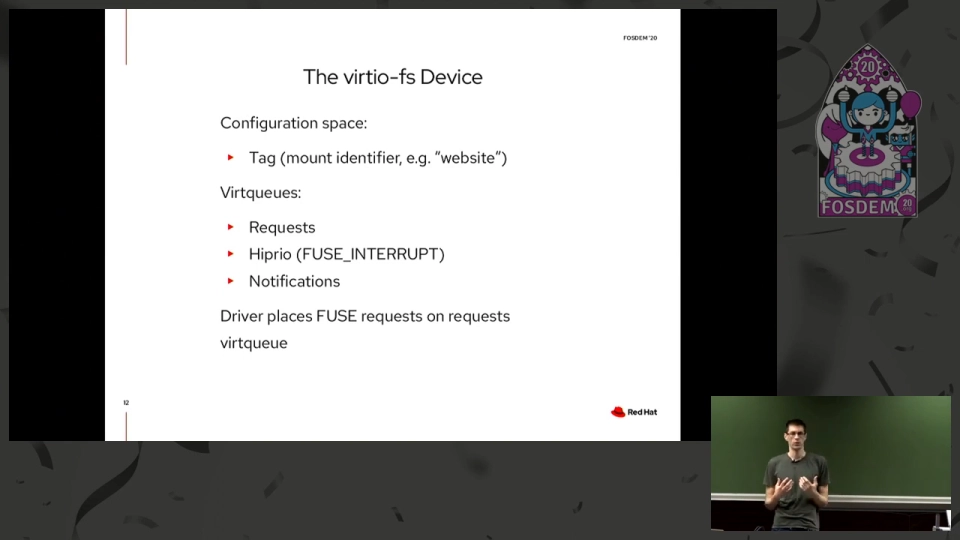 FOSDEM '20
The virtio-fs Device
Configuration space:
Tag (mount identifier, e.g. “website”)
Virtqueues:
Requests
Hiprio (FUSE_INTERRUPT)
Notifications
Driver places FUSE requests on requests
virtqueue
12
Red Hat
20
FOSDEM
20